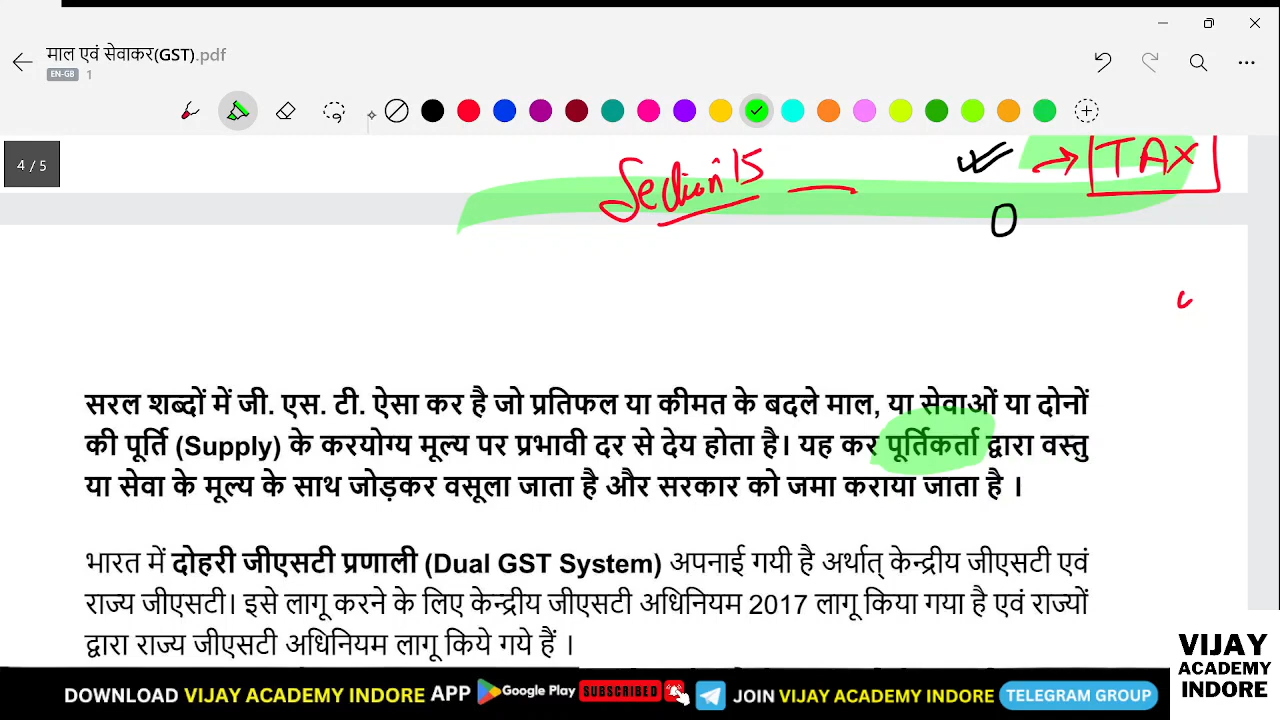 माल एवं सेवाकर(GST).pdf
EN-GB 1
4 / 5
Section 15
TAX
सरल शब्दों में जी. एस. टी. ऐसा कर है जो प्रतिफल या कीमत के बदले माल, या सेवाओं या दोनों
की पूर्ति (Supply) के करयोग्य मूल्य पर प्रभावी दर से देय होता है। यह कर पूर्तिकर्ता द्वारा वस्तु
या सेवा के मूल्य के साथ जोड़कर वसूला जाता है और सरकार को जमा कराया जाता है ।
भारत में दोहरी जीएसटी प्रणाली (Dual GST System) अपनाई गयी है अर्थात् केन्द्रीय जीएसटी एवं
राज्य जीएसटी। इसे लागू करने के लिए केन्द्रीय जीएसटी अधिनियम 2017 लागू किया गया है एवं राज्यों
द्वारा राज्य जीएसटी अधिनियम लागू किये गये हैं ।
VIJAY
ACADEMY
INDORE
DOWNLOAD VIJAY ACADEMY INDORE APP Google Play SUBSCRIBED JOIN VIJAY ACADEMY INDORE TELEGRAM GROUP